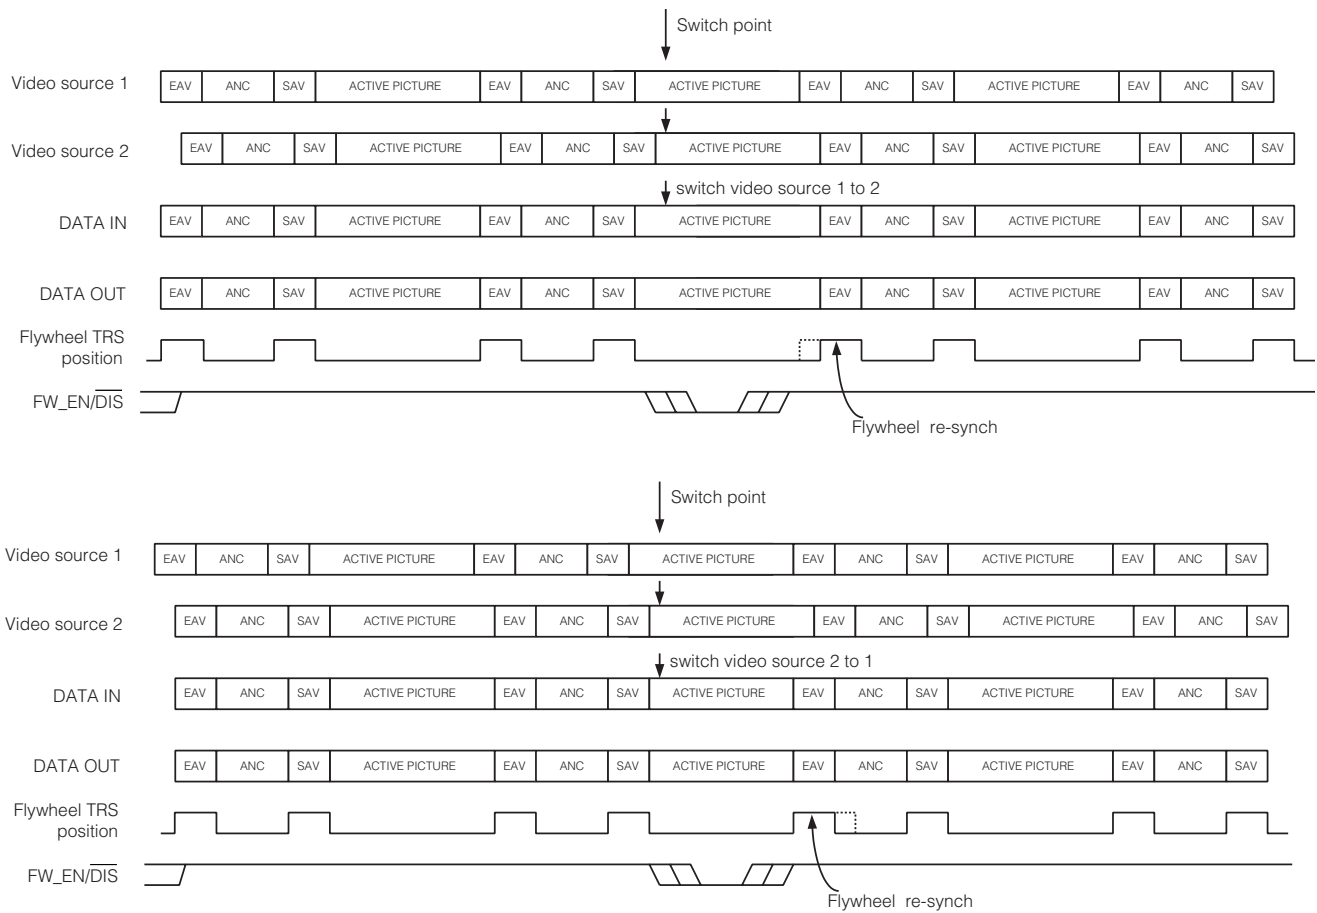 Switch point
Video source 1 EAV ANC SAV ACTIVE PICTURE EAV ANC SAV ACTIVE PICTURE EAV ANC SAV ACTIVE PICTURE EAV ANC SAV
Video source 2 EAV ANC SAV ACTIVE PICTURE EAV ANC SAV ACTIVE PICTURE EAV ANC SAV ACTIVE PICTURE EAV ANC SAV
switch video source 1 to 2
DATA IN EAV ANC SAV ACTIVE PICTURE EAV ANC SAV ACTIVE PICTURE EAV ANC SAV ACTIVE PICTURE EAV ANC SAV
DATA OUT EAV ANC SAV ACTIVE PICTURE EAV ANC SAV ACTIVE PICTURE EAV ANC SAV ACTIVE PICTURE EAV ANC SAV
Flywheel TRS
position
FW_EN/DIS
Flywheel re-synch
Switch point
Video source 1 EAV ANC SAV ACTIVE PICTURE EAV ANC SAV ACTIVE PICTURE EAV ANC SAV ACTIVE PICTURE EAV ANC SAV
Video source 2 EAV ANC SAV ACTIVE PICTURE EAV ANC SAV ACTIVE PICTURE EAV ANC SAV ACTIVE PICTURE EAV ANC SAV
switch video source 2 to 1
DATA IN EAV ANC SAV ACTIVE PICTURE EAV ANC SAV ACTIVE PICTURE EAV ANC SAV ACTIVE PICTURE EAV ANC SAV
DATA OUT EAV ANC SAV ACTIVE PICTURE EAV ANC SAV ACTIVE PICTURE EAV ANC SAV ACTIVE PICTURE EAV ANC SAV
Flywheel TRS
position
FW_EN/DIS
Flywheel re-synch